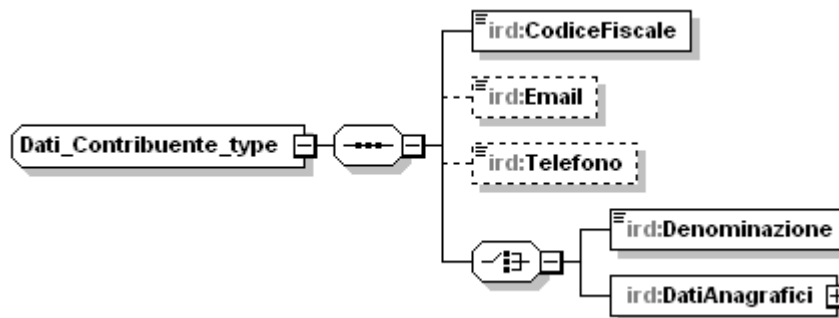 ird:CodiceFiscale
ird:Email
Dati_Contribuente_type
ird:Telefono
ird:Denominazione
ird:DatiAnagrafici